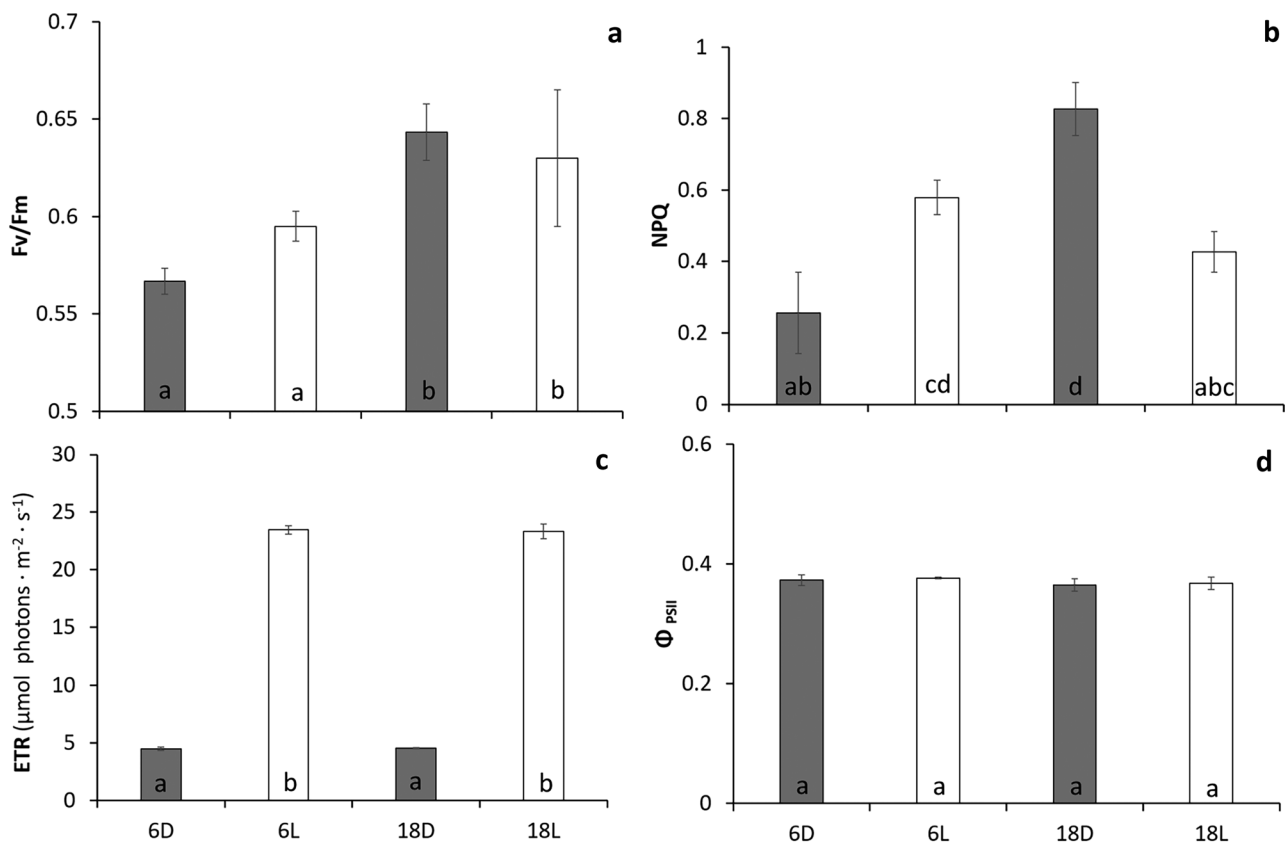 a
0.7
0.65
0.6
0.55
0.5
Fv/Fm
a
a
b
b
b
1
0.8
0.6
0.4
0.2
0
NPQ
ab
cd
d
abc
c
30
25
20
15
10
5
0
ETR (μmol photons · m⁻² · s⁻¹)
a
b
a
b
6D
6L
18D
18L
d
0.6
0.4
0.2
0
Φ PSII
a
a
a
a
6D
6L
18D
18L